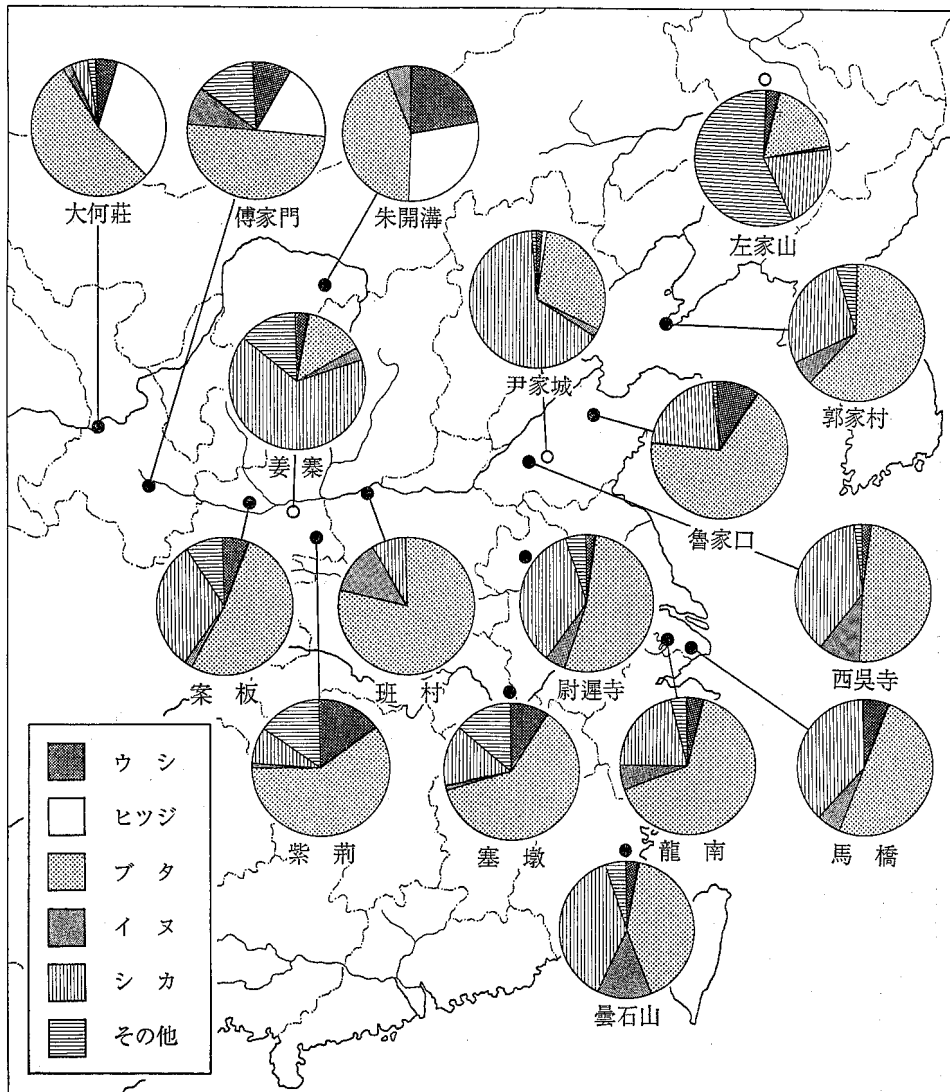 大何荘
傅家門
朱開溝
左家山
尹家城
郭家村
姜寨
魯家口
案板
班村
尉遅寺
西呉寺
紫荊
塞墩
龍南
馬橋
曇石山
ウシ
ヒツジ
ブタ
イヌ
シカ
その他